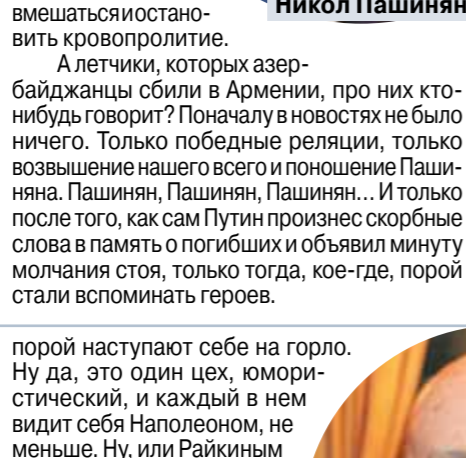 вмешаться и остано-
Никол Пашинян
вить кровопролитие.
А летчики, которых азер-
байджанцы сбили в Армении, про них кто-
нибудь говорит? Поначалу в новостях не было
ничего. Только победные реляции, только
возвышение нашего всего и поношение Паши-
няна. Пашинян, Пашинян, Пашинян... И только
после того, как сам Путин произнес скорбные
слова в память о погибших и объявил минуту
молчания стоя, только тогда, кое-где, порой
стали вспоминать героев.
порой наступают себе на горло.
Ну да, это один цех, юмори-
стический, и каждый в нем
видит себя Наполеоном, не
меньше. Ну, или Райкиным